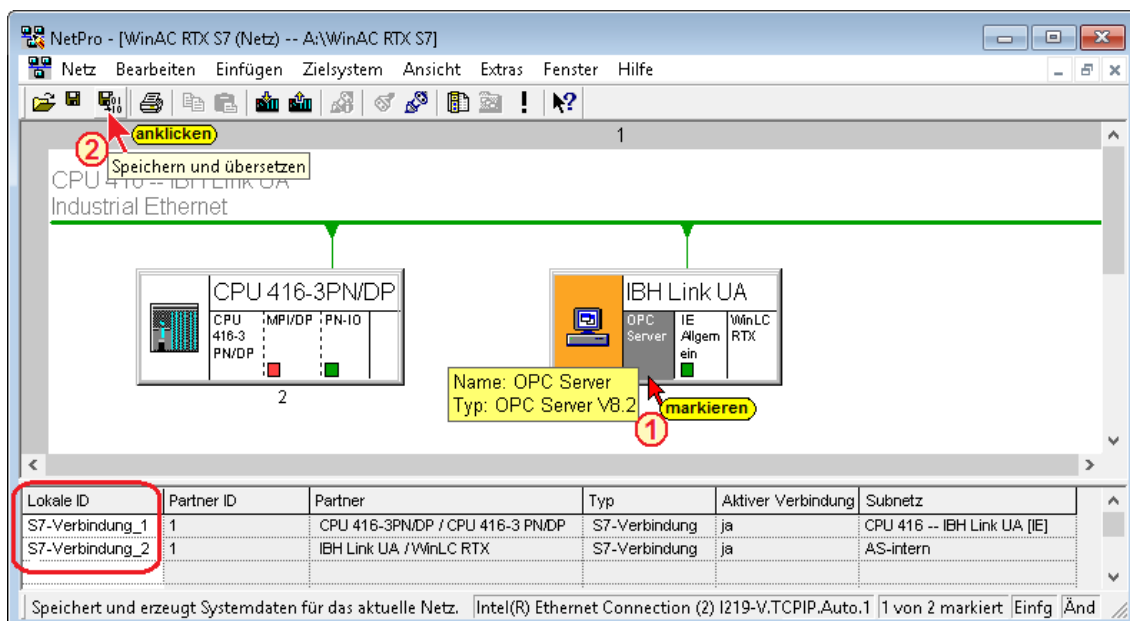 NetPro - [WinAC RTX S7 (Netz) -- A:\WinAC RTX S7]
Netz Bearbeiten Einfügen Zielsystem Ansicht Extras Fenster Hilfe
anklicken
1
2
Speichern und übersetzen
CPU 416 -- IBH Link UA
Industrial Ethernet
CPU 416-3PN/DP
CPU 416-3 PN/DP
MPI/DP
PN-IO
2
IBH Link UA
OPC Server
IE Allgem ein
WinLC RTX
Name: OPC Server
Typ: OPC Server V8.2
markieren
1
Lokale ID Partner ID Partner Typ Aktiver Verbindung Subnetz
S7-Verbindung_1 1 CPU 416-3PN/DP / CPU 416-3 PN/DP S7-Verbindung ja CPU 416 -- IBH Link UA [IE]
S7-Verbindung_2 1 IBH Link UA / WinLC RTX S7-Verbindung ja AS-intern
Speichert und erzeugt Systemdaten für das aktuelle Netz. Intel(R) Ethernet Connection (2) I219-V.TCPIP.Auto.1 1 von 2 markiert Einfg Änd